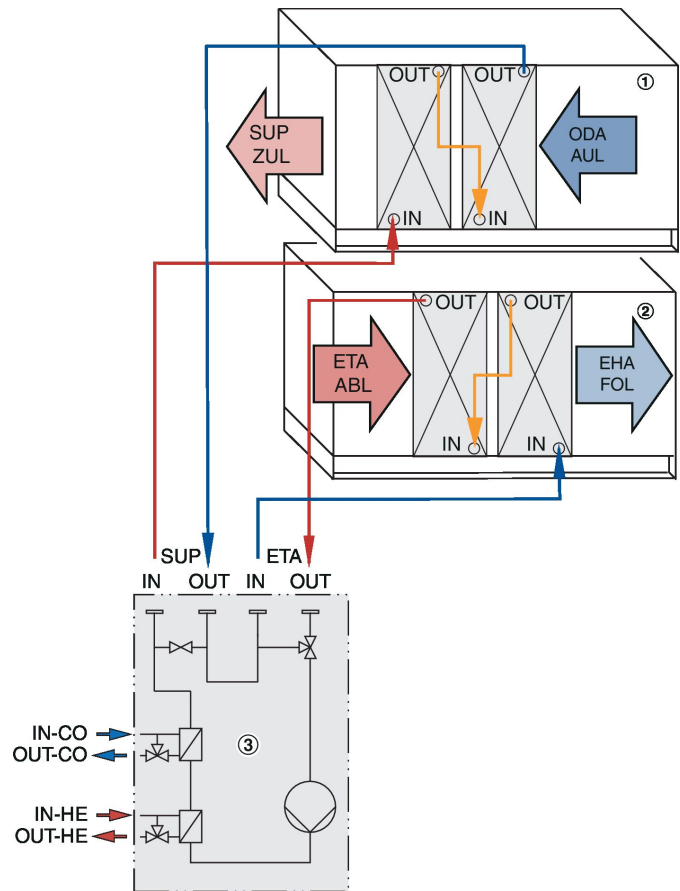 OUT OUT ①
SUP
ZUL
ODA
AUL
IN IN
OUT OUT ②
ETA
ABL
EHA
FOL
IN IN
SUP ETA
IN OUT IN OUT
IN-CO
OUT-CO
③
IN-HE
OUT-HE